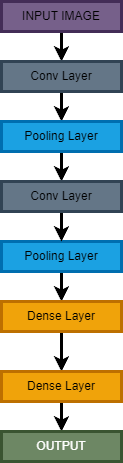 INPUT IMAGE
Conv Layer
Pooling Layer
Conv Layer
Pooling Layer
Dense Layer
Dense Layer
OUTPUT